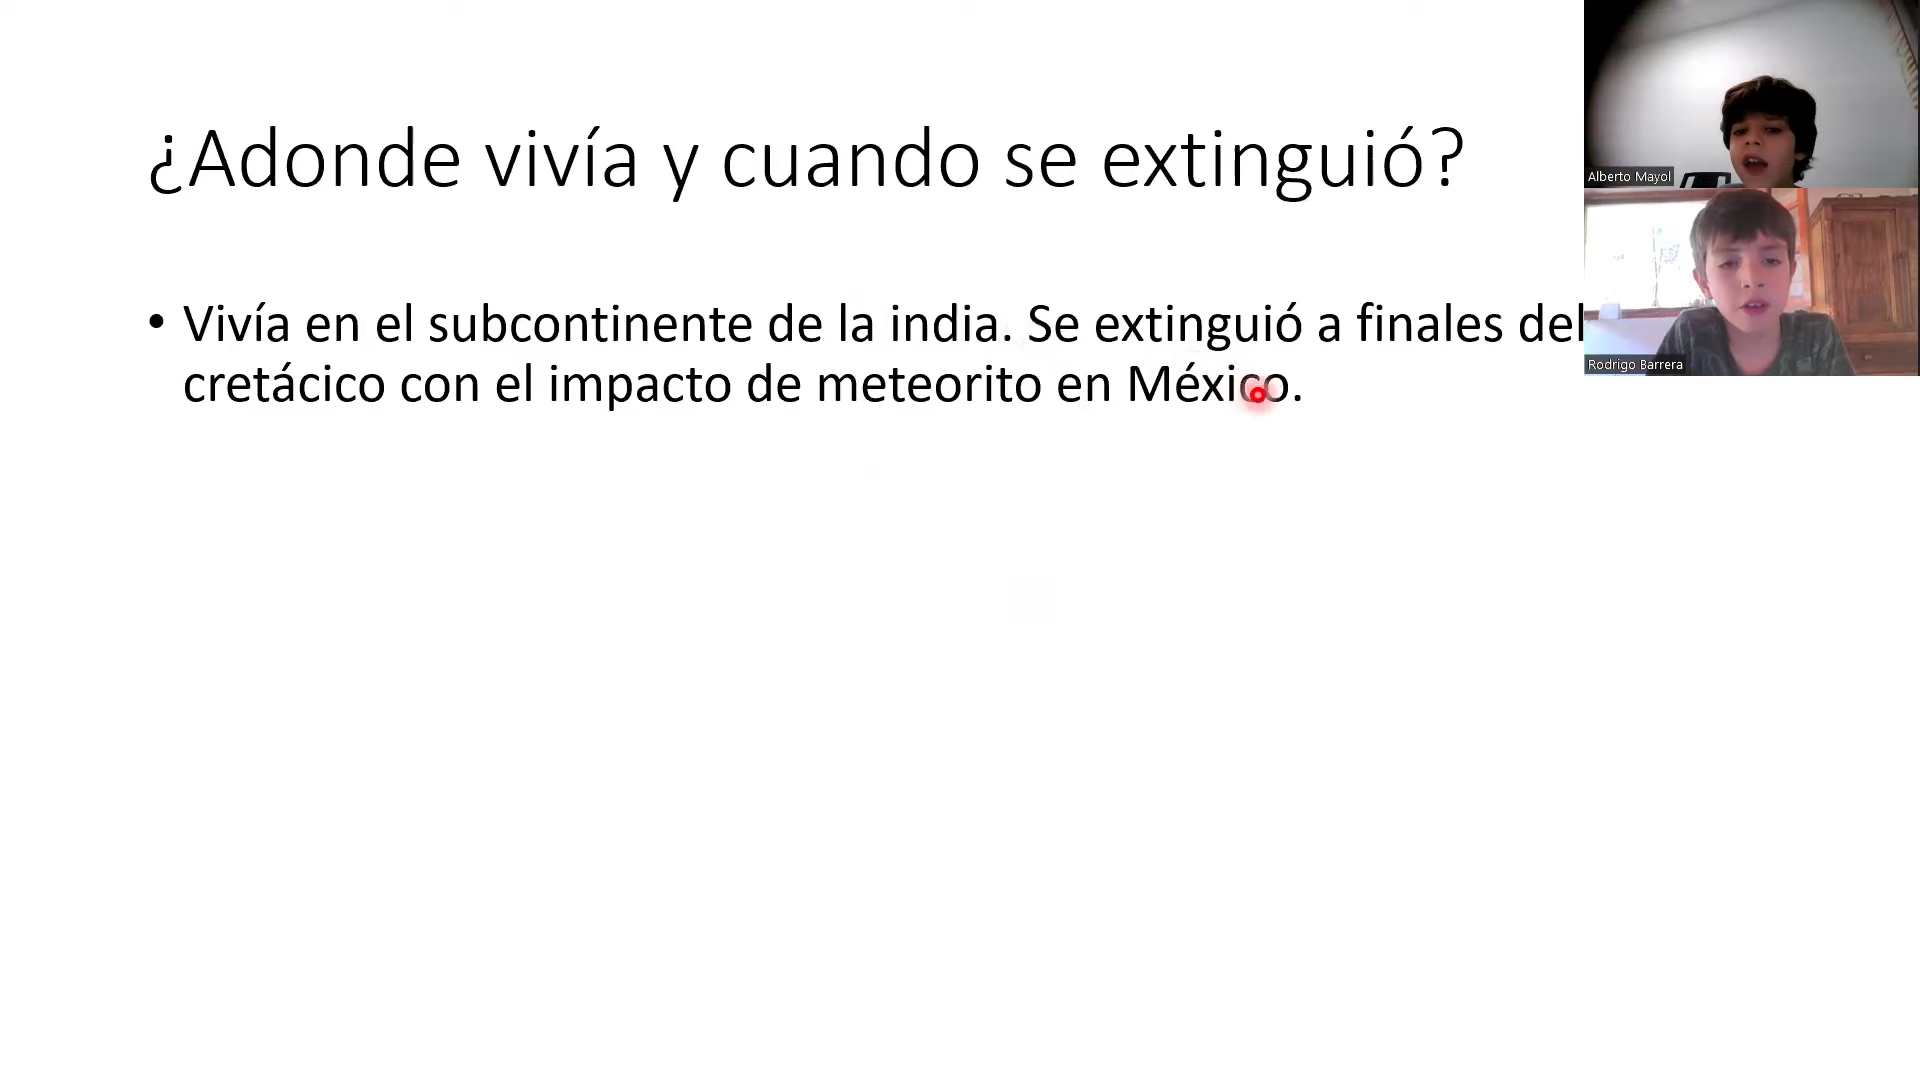 ¿Adonde vivía y cuando se extinguió?
• Vivía en el subcontinente de la india. Se extinguió a finales del
cretácico con el impacto de meteorito en México.
Alberto Mayol
Rodrigo Barrera